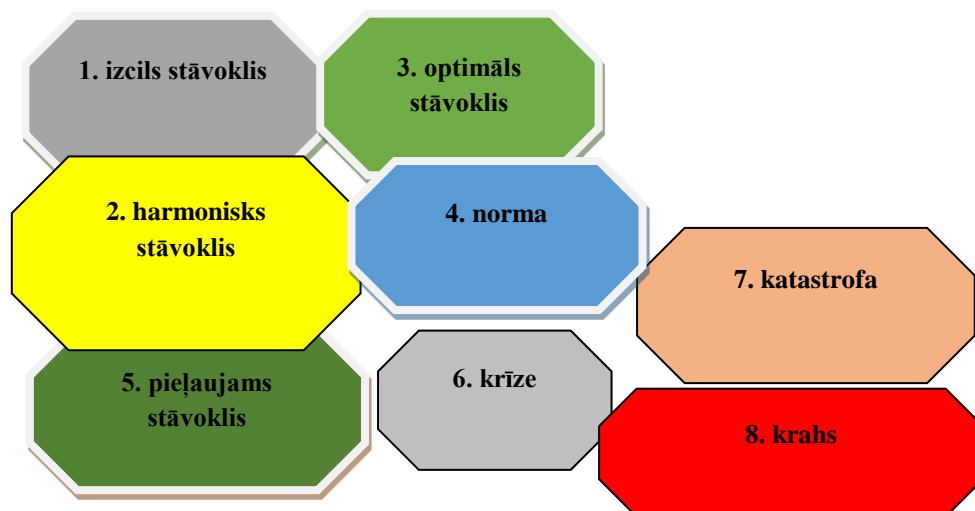 1. izcils stāvoklis
3. optimāls
stāvoklis
2. harmonisks
stāvoklis
4. norma
7. katastrofa
5. pieļaujams
stāvoklis
6. krīze
8. krahs